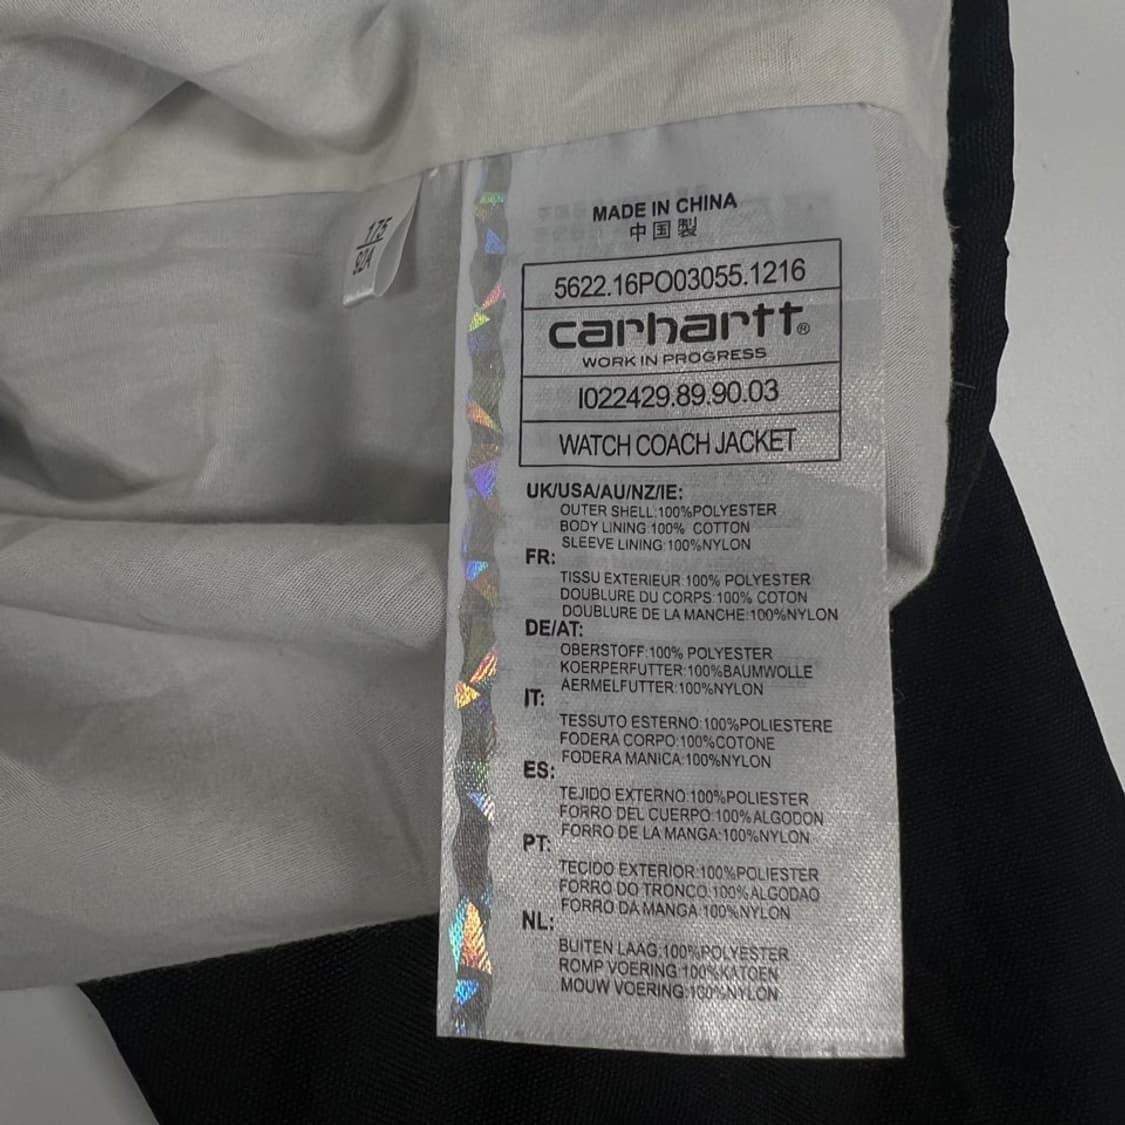 175
92A
MADE IN CHINA
中国製
5622.16PO03055.1216
carhartt®
WORK IN PROGRESS
I022429.89.90.03
WATCH COACH JACKET
UK/USA/AU/NZ/IE:
OUTER SHELL:100%POLYESTER
BODY LINING:100% COTTON
SLEEVE LINING:100%NYLON
FR:
TISSU EXTERIEUR:100% POLYESTER
DOUBLURE DU CORPS:100% COTON
DOUBLURE DE LA MANCHE:100%NYLON
DE/AT:
OBERSTOFF:100% POLYESTER
KOERPERFUTTER:100%BAUMWOLLE
AERMELFUTTER:100%NYLON
IT:
TESSUTO ESTERNO:100%POLIESTERE
FODERA CORPO:100%COTONE
FODERA MANICA:100%NYLON
ES:
TEJIDO EXTERNO:100%POLIESTER
FORRO DEL CUERPO:100%ALGODON
FORRO DE LA MANGA:100%NYLON
PT:
TECIDO EXTERIOR:100%POLIESTER
FORRO DO TRONCO:100%ALGODAO
FORRO DA MANGA:100%NYLON
NL:
BUITEN LAAG:100%POLYESTER
ROMP VOERING:100%KATOEN
MOUW VOERING:100%NYLON